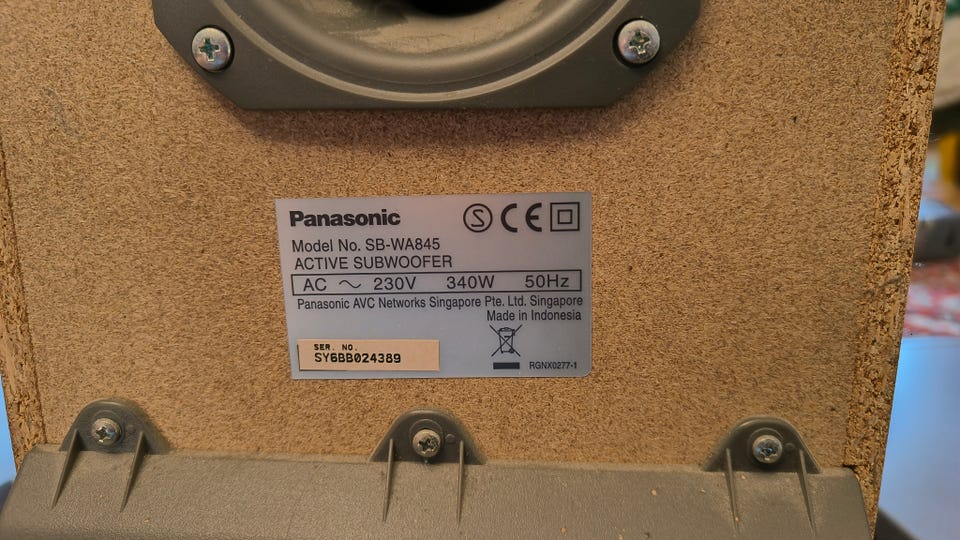 Panasonic
Model No. SB-WA845
ACTIVE SUBWOOFER
AC ～ 230V 340W 50Hz
Panasonic AVC Networks Singapore Pte. Ltd. Singapore
Made in Indonesia
SER. NO.
SY6BB024389
RGNX0277-1